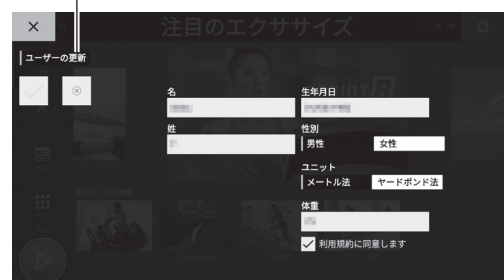 注目のエクササイズ
ユーザーの更新
名
生年月日
姓
性別
男性
女性
ユニット
メートル法
ヤードポンド法
体重
利用規約に同意します